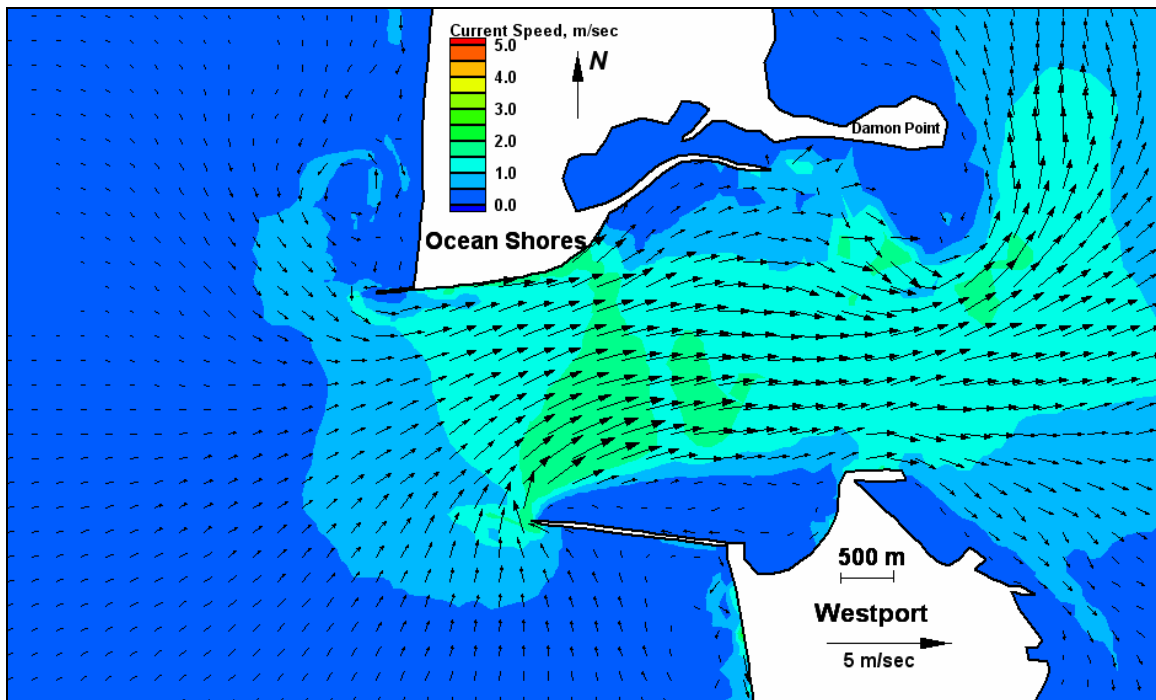 Current Speed, m/sec
5.0
4.0
3.0
2.0
1.0
0.0
N
Damon Point
Ocean Shores
500 m
Westport
5 m/sec